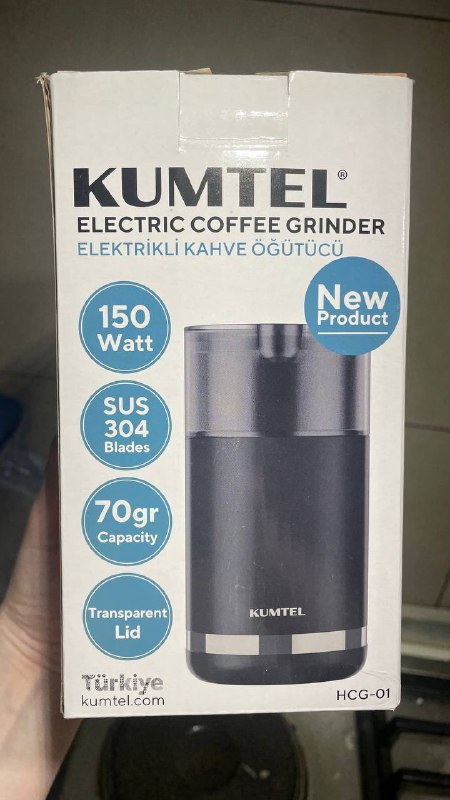 KUMTEL®
ELECTRIC COFFEE GRINDER
ELEKTRİKLİ KAHVE ÖĞÜTÜCÜ
New
Product
150
Watt
SUS
304
Blades
70gr
Capacity
Transparent
Lid
KUMTEL
Türkiye
kumtel.com
HCG-01